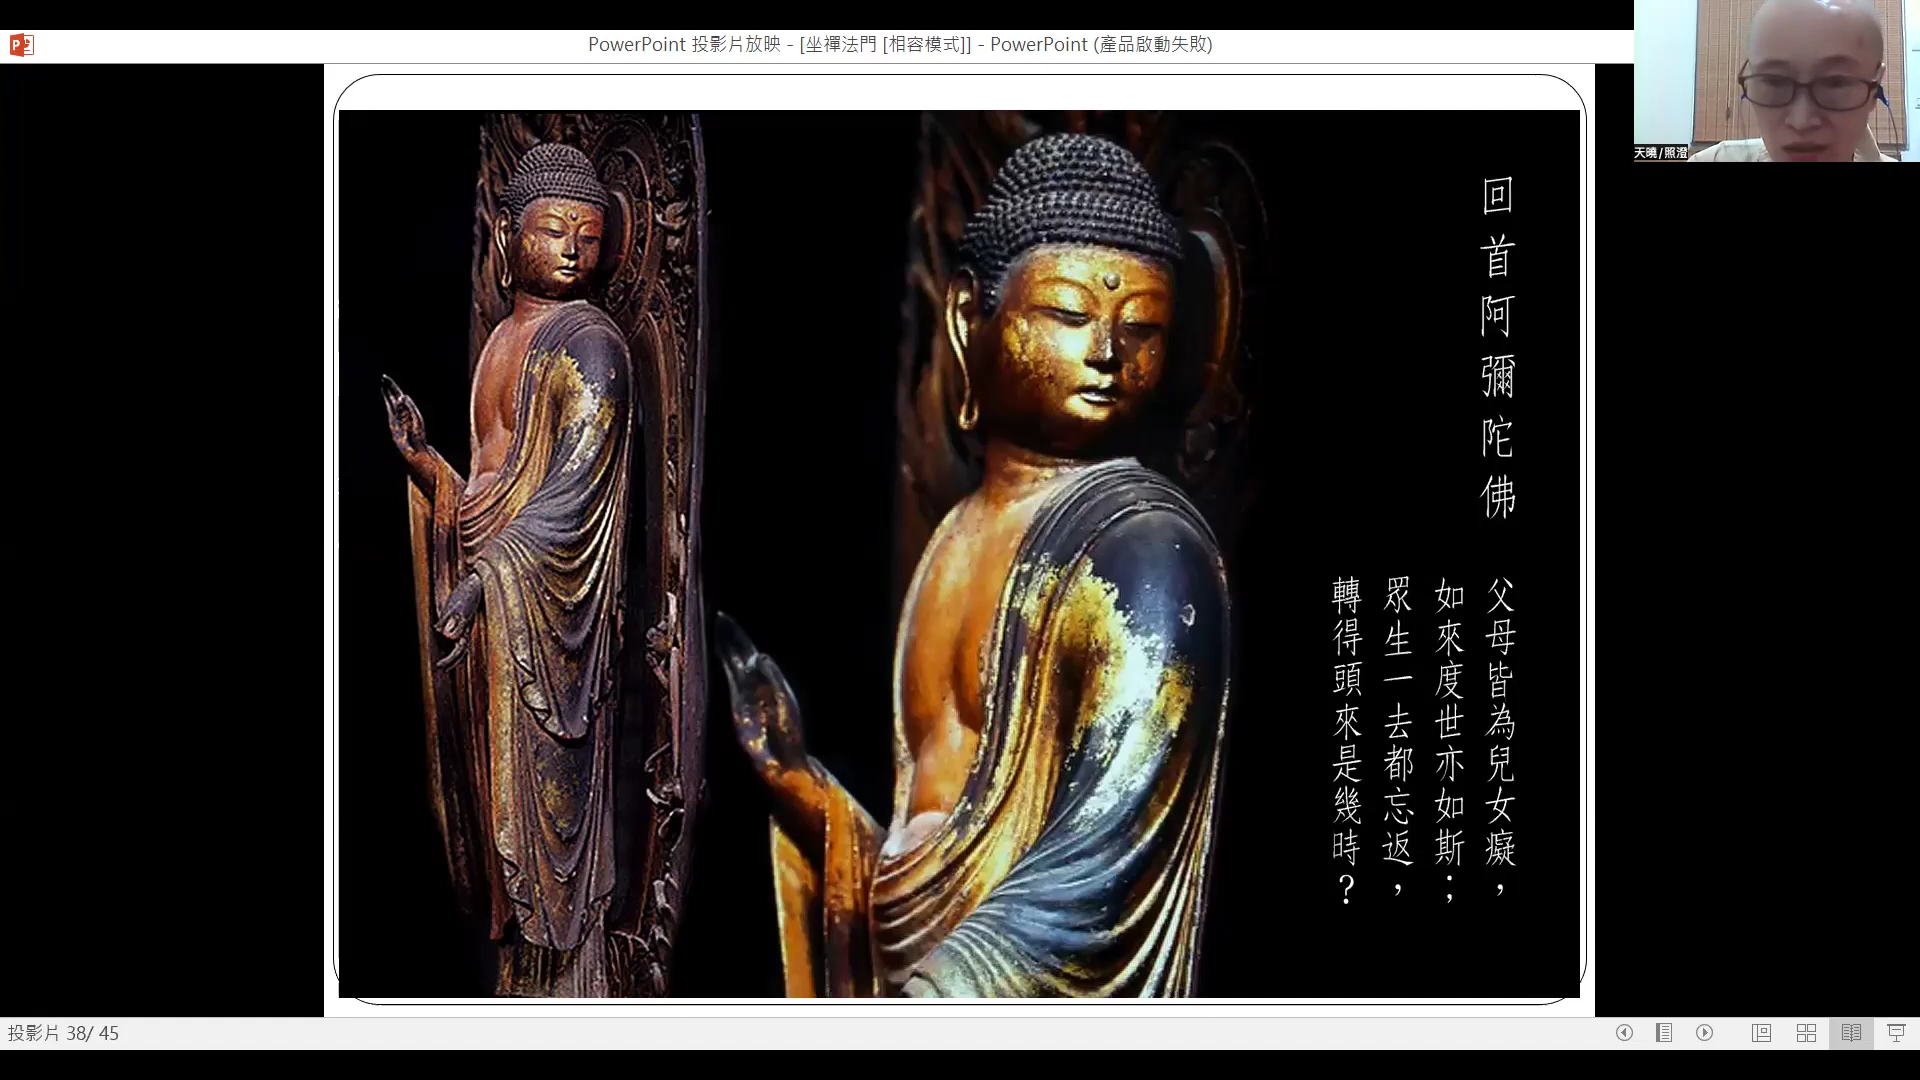 PowerPoint 投影片放映 - [坐禪法門 [相容模式]] - PowerPoint (產品啟動失敗)
天曉/照澄
回首阿彌陀佛
父母皆為兒女癡，
如來度世亦如斯；
眾生一去都忘返，
轉得頭來是幾時？
投影片 38/ 45